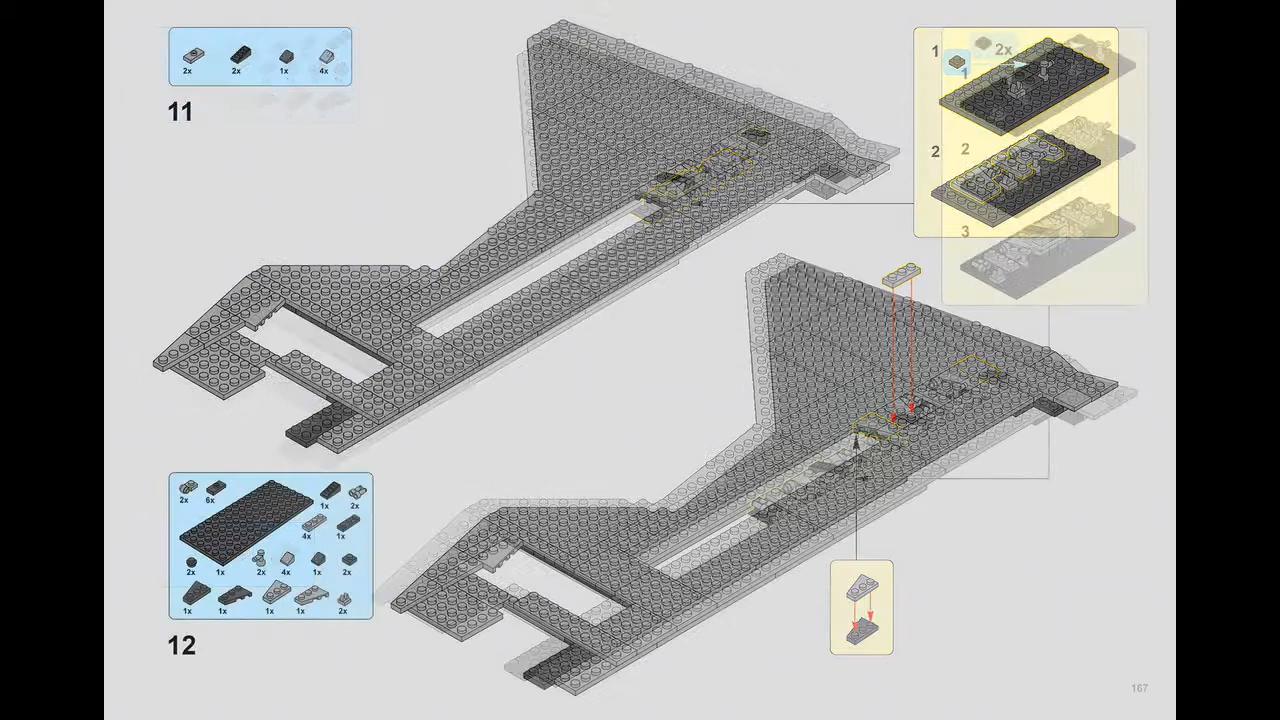 2x 2x 1x 4x
11
1 2x
1
2 2
3
2x 6x 1x 2x
4x 1x
2x 1x 2x 4x 1x 2x
1x 1x 1x 1x 2x
12
167